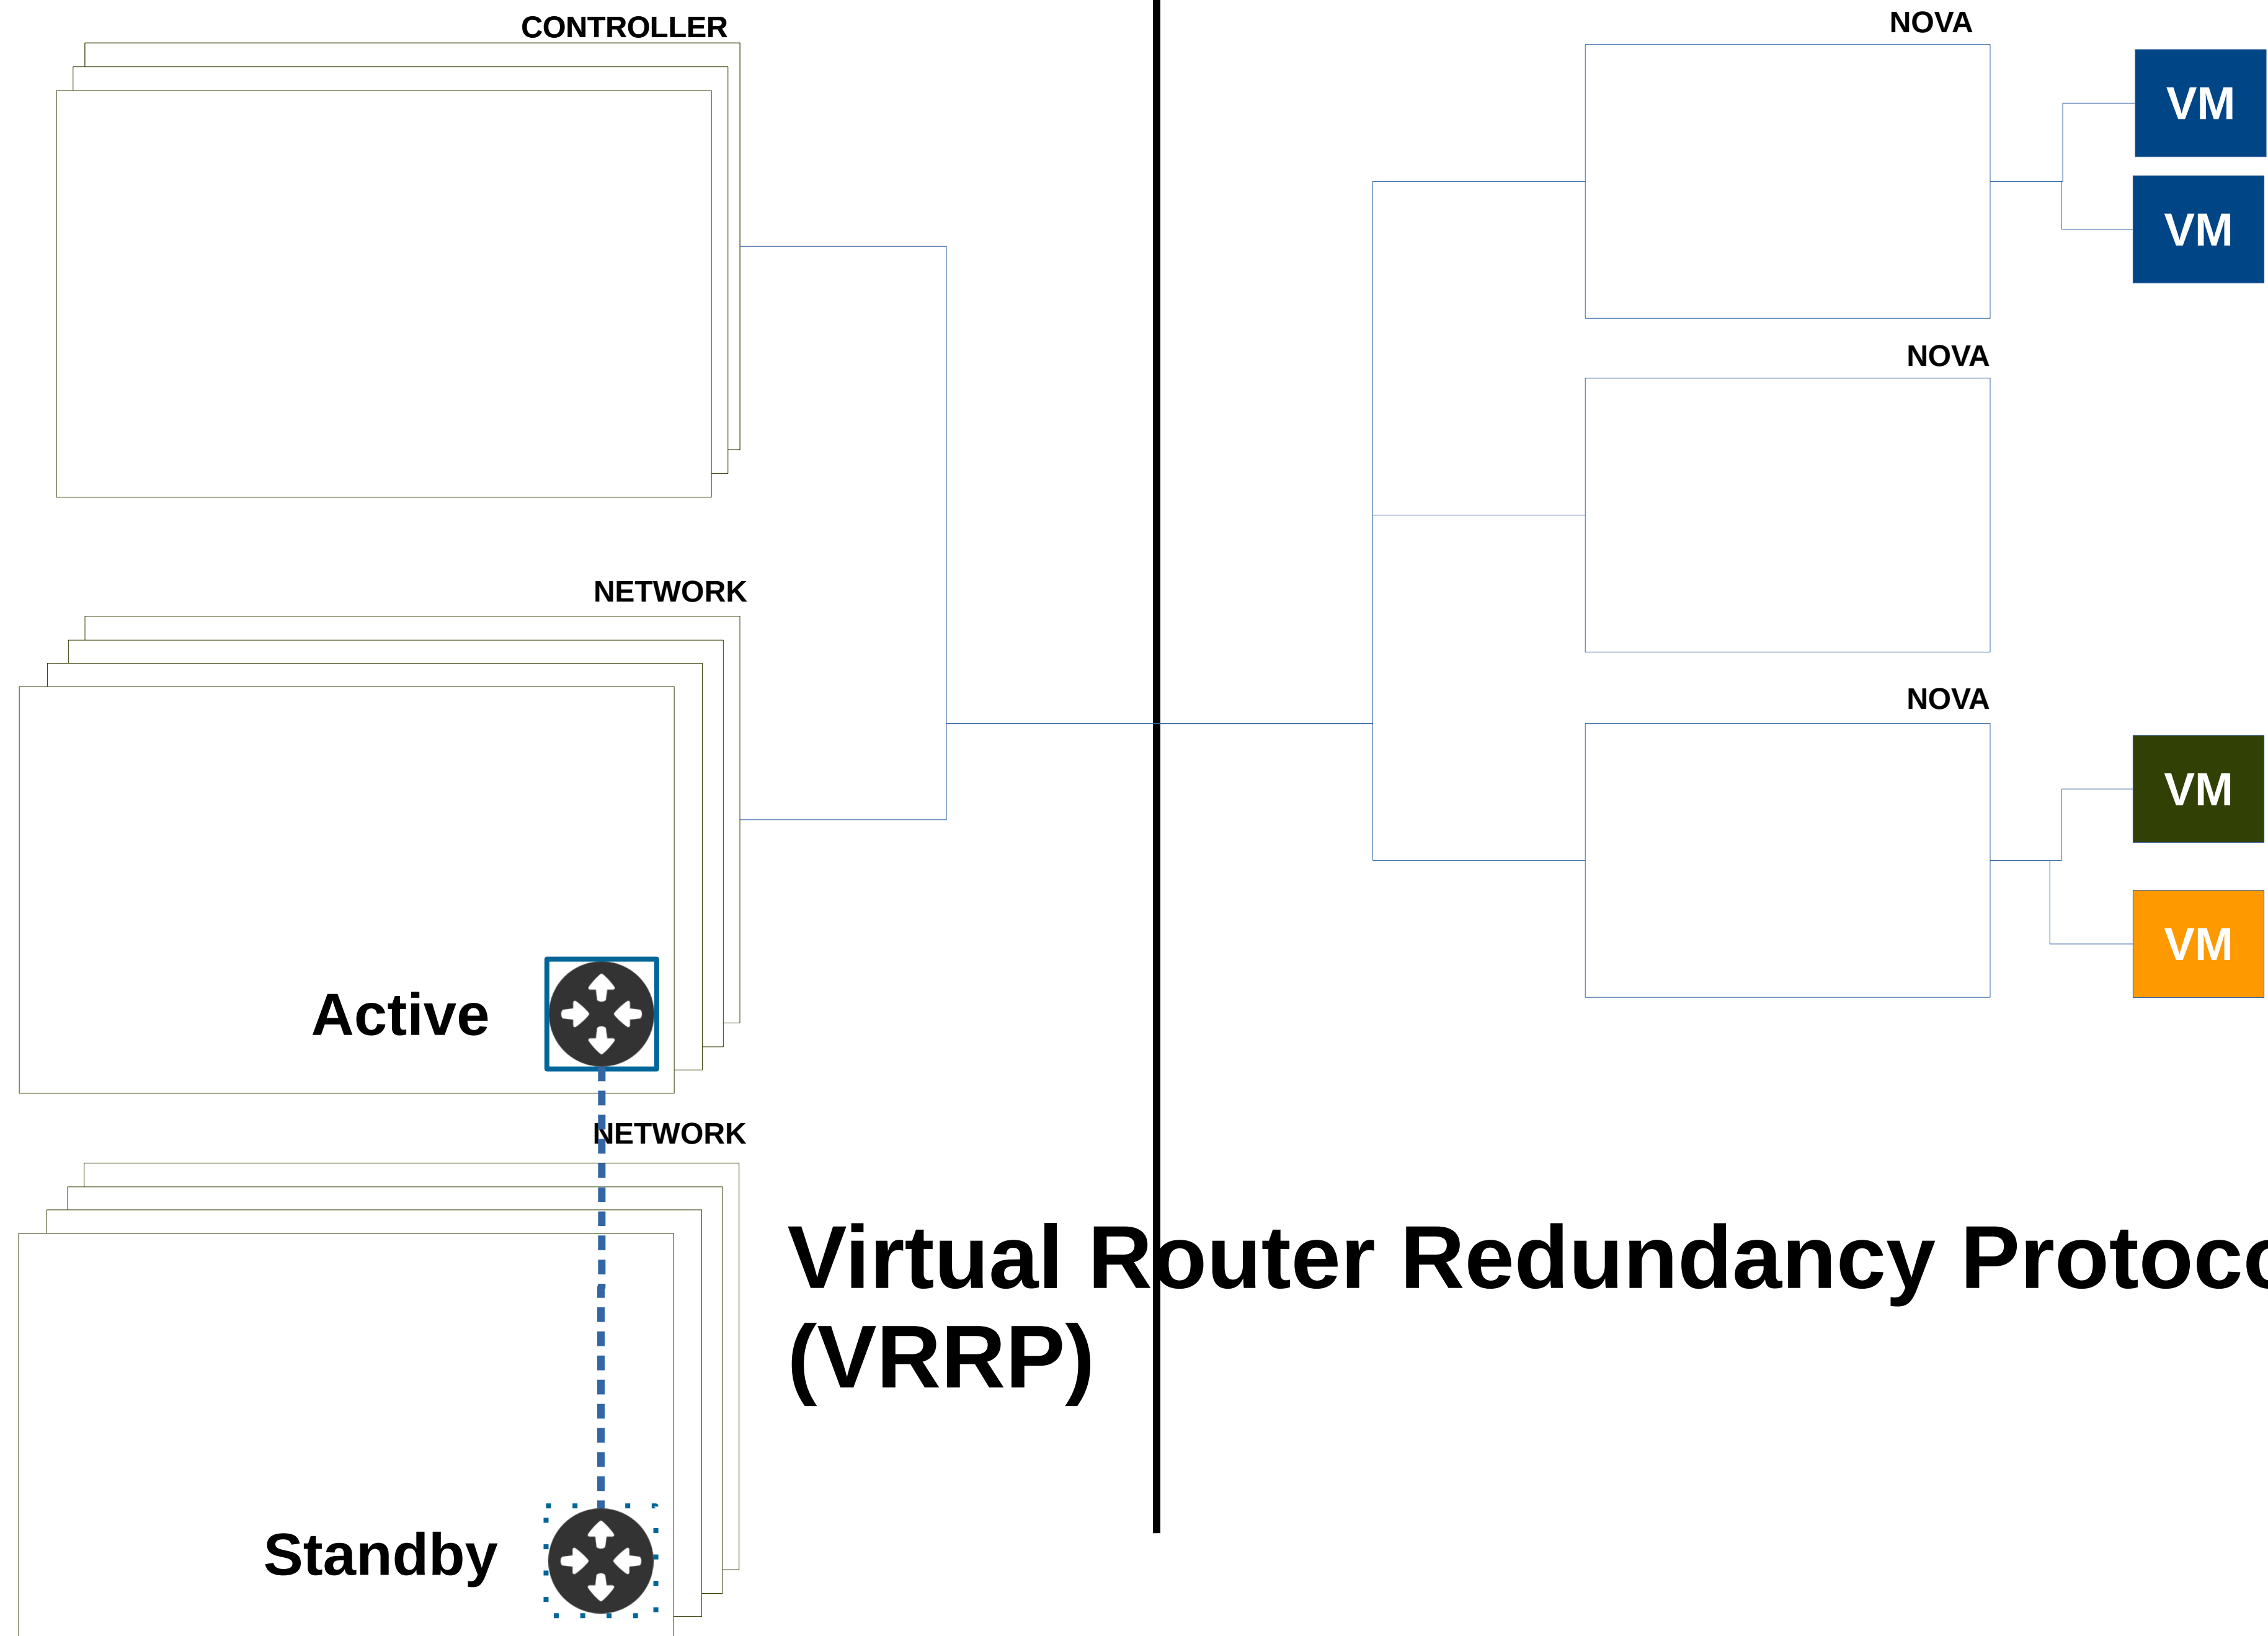 CONTROLLER
NOVA
VM
VM
NOVA
NETWORK
NOVA
VM
VM
Active
NETWORK
Virtual Router Redundancy Protoco
(VRRP)
Standby